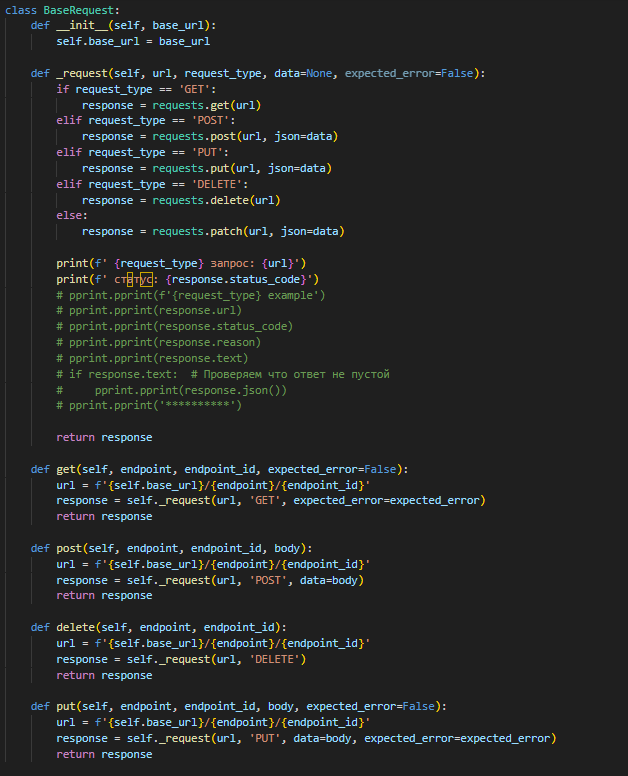 class BaseRequest:
    def __init__(self, base_url):
        self.base_url = base_url

    def _request(self, url, request_type, data=None, expected_error=False):
        if request_type == 'GET':
            response = requests.get(url)
        elif request_type == 'POST':
            response = requests.post(url, json=data)
        elif request_type == 'PUT':
            response = requests.put(url, json=data)
        elif request_type == 'DELETE':
            response = requests.delete(url)
        else:
            response = requests.patch(url, json=data)

        print(f' {request_type} запрос: {url}')
        print(f' статус: {response.status_code}')
        # pprint.pprint(f'{request_type} example')
        # pprint.pprint(response.url)
        # pprint.pprint(response.status_code)
        # pprint.pprint(response.reason)
        # pprint.pprint(response.text)
        # if response.text:  # Проверяем что ответ не пустой
        #     pprint.pprint(response.json())
        # pprint.pprint('**********')

        return response

    def get(self, endpoint, endpoint_id, expected_error=False):
        url = f'{self.base_url}/{endpoint}/{endpoint_id}'
        response = self._request(url, 'GET', expected_error=expected_error)
        return response

    def post(self, endpoint, endpoint_id, body):
        url = f'{self.base_url}/{endpoint}/{endpoint_id}'
        response = self._request(url, 'POST', data=body)
        return response

    def delete(self, endpoint, endpoint_id):
        url = f'{self.base_url}/{endpoint}/{endpoint_id}'
        response = self._request(url, 'DELETE')
        return response

    def put(self, endpoint, endpoint_id, body, expected_error=False):
        url = f'{self.base_url}/{endpoint}/{endpoint_id}'
        response = self._request(url, 'PUT', data=body, expected_error=expected_error)
        return response